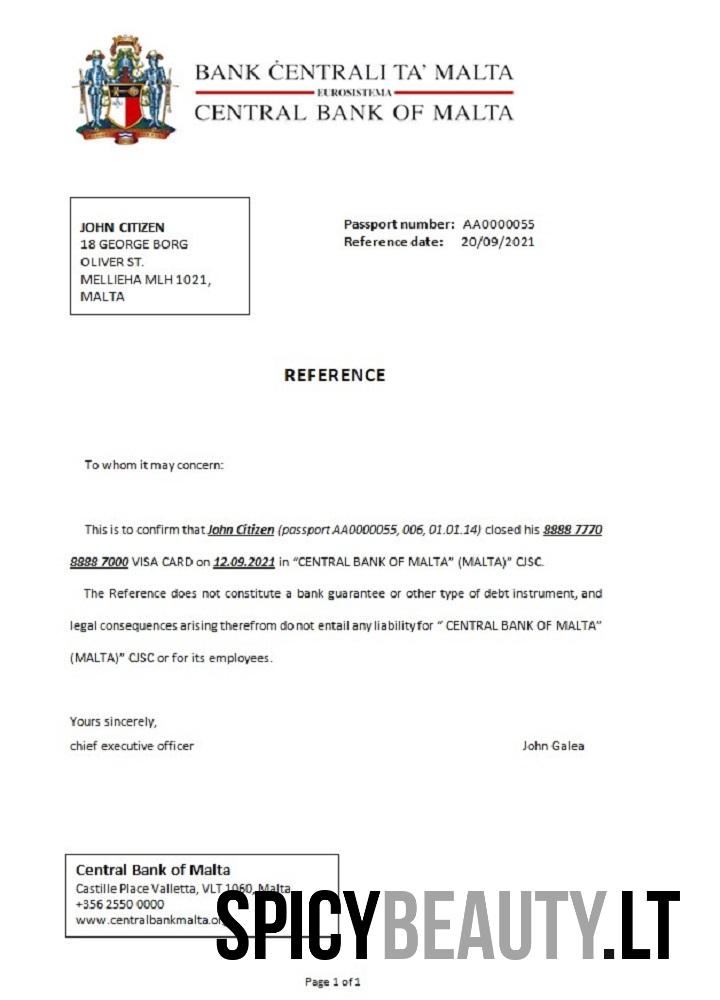 BANK ĊENTRALI TA' MALTA
EUROSISTEMA
CENTRAL BANK OF MALTA
JOHN CITIZEN
18 GEORGE BORG
OLIVER ST.
MELLIEHA MLH 1021,
MALTA
Passport number: AA0000055
Reference date: 20/09/2021
REFERENCE
To whom it may concern:
This is to confirm that John Citizen (passport AA0000055, 006, 01.01.14) closed his 8888 7770
8888 7000 VISA CARD on 12.09.2021 in "CENTRAL BANK OF MALTA" (MALTA)" CJSC.
The Reference does not constitute a bank guarantee or other type of debt instrument, and
legal consequences arising therefrom do not entail any liability for " CENTRAL BANK OF MALTA"
(MALTA)" CJSC or for its employees.
Yours sincerely,
chief executive officer John Galea
Central Bank of Malta
Castille Place Valletta, VLT 1060, Malta
+356 2550 0000
www.centralbankmalta.or
SPICYBEAUTY.LT
Page 1 of 1